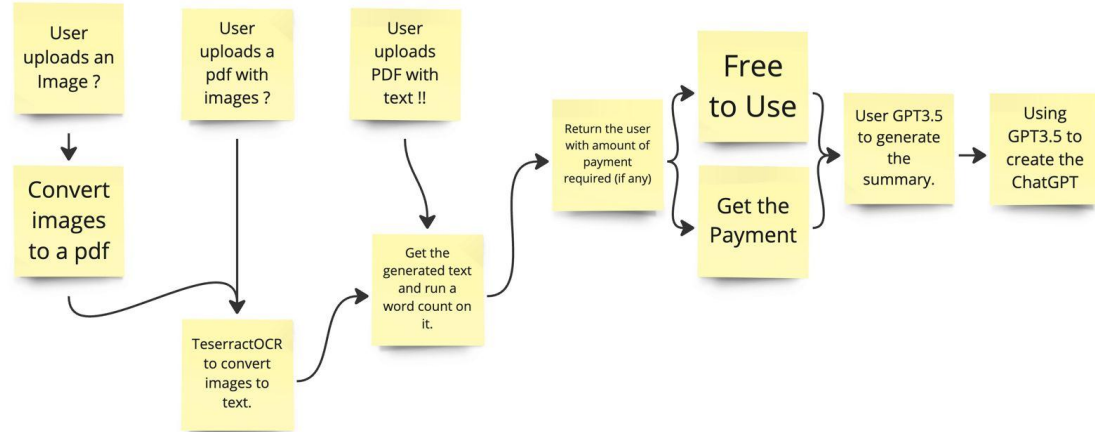 User
uploads an
Image ?
User
uploads a
pdf with
images ?
User
uploads
PDF with
text !!
Convert
images
to a pdf
TeserractOCR
to convert
images to
text.
Get the
generated text
and run a
word count on
it.
Return the user
with amount of
payment
required (if any)
Free
to Use
Get the
Payment
User GPT3.5
to generate
the
summary.
Using
GPT3.5 to
create the
ChatGPT